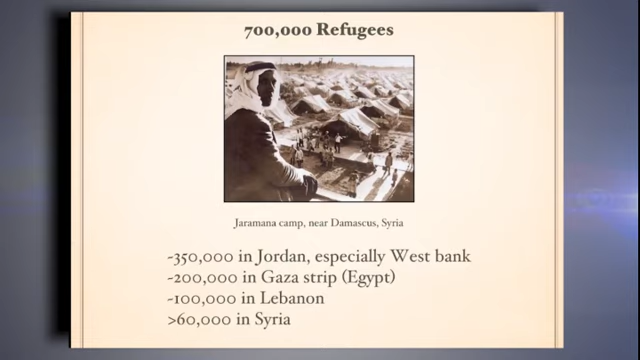 700,000 Refugees
Jaramana camp, near Damascus, Syria
~350,000 in Jordan, especially West bank
~200,000 in Gaza strip (Egypt)
~100,000 in Lebanon
>60,000 in Syria